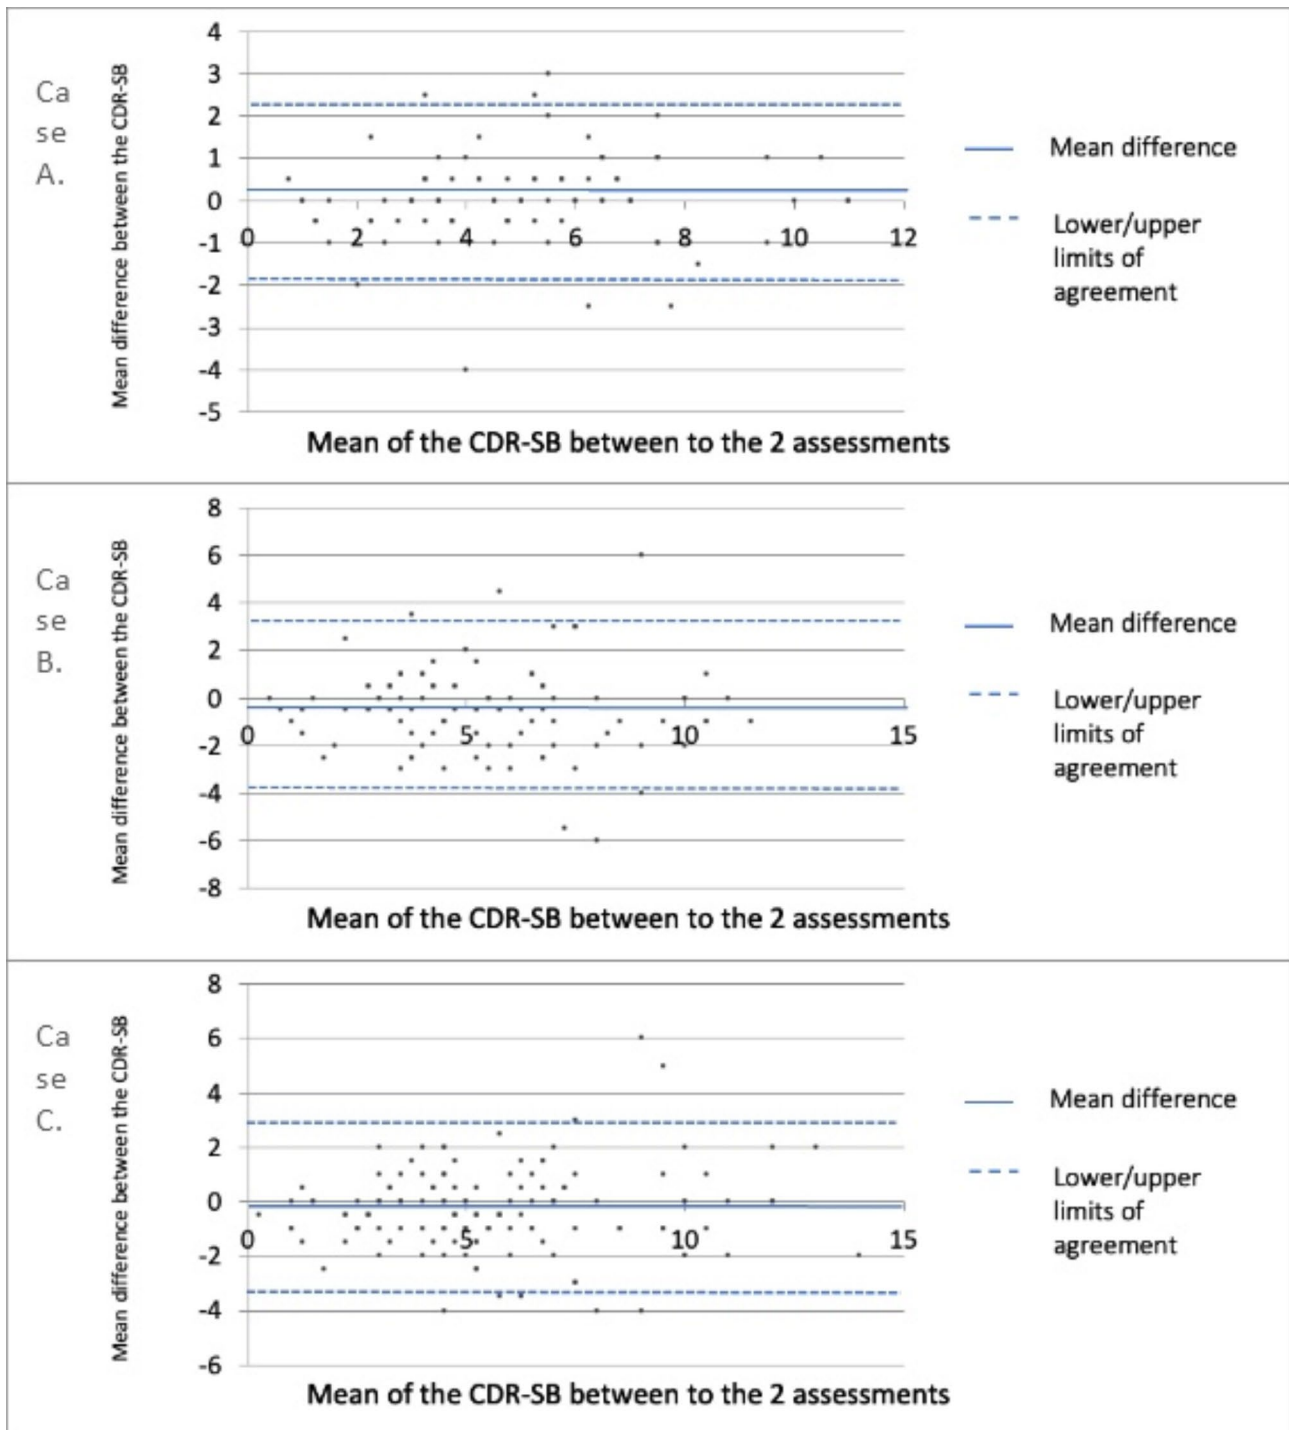 Ca
se
A.
Mean difference between the CDR-SB
4
3
2
1
0
-1
-2
-3
-4
-5
0 2 4 6 8 10 12
Mean of the CDR-SB between to the 2 assessments
Mean difference
Lower/upper
limits of
agreement
Ca
se
B.
Mean difference between the CDR-SB
8
6
4
2
0
-2
-4
-6
-8
0 5 10 15
Mean of the CDR-SB between to the 2 assessments
Mean difference
Lower/upper
limits of
agreement
Ca
se
C.
Mean difference between the CDR-SB
8
6
4
2
0
-2
-4
-6
0 5 10 15
Mean of the CDR-SB between to the 2 assessments
Mean difference
Lower/upper
limits of
agreement